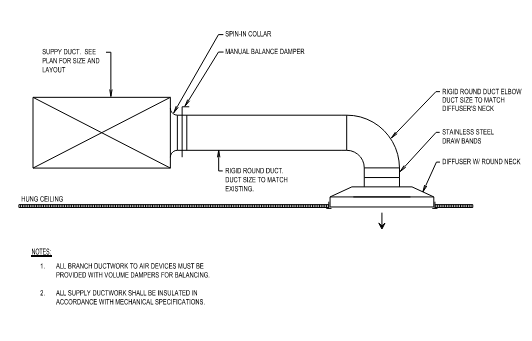 SPIN-IN COLLAR
MANUAL BALANCE DAMPER
SUPPY DUCT. SEE
PLAN FOR SIZE AND
LAYOUT
RIGID ROUND DUCT ELBOW
DUCT SIZE TO MATCH
DIFFUSER'S NECK
STAINLESS STEEL
DRAW BANDS
DIFFUSER W/ ROUND NECK
RIGID ROUND DUCT.
DUCT SIZE TO MATCH
EXISTING.
HUNG CEILING
NOTES:
1. ALL BRANCH DUCTWORK TO AIR DEVICES MUST BE
PROVIDED WITH VOLUME DAMPERS FOR BALANCING.
2. ALL SUPPLY DUCTWORK SHALL BE INSULATED IN
ACCORDANCE WITH MECHANICAL SPECIFICATIONS.